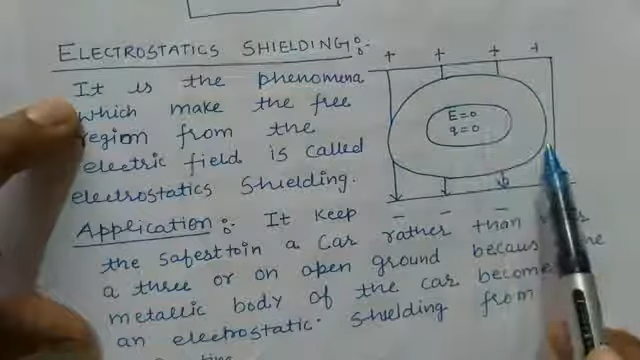 ELECTROSTATICS SHIELDING:-
It is the phenomena
which make the free
region from the
electric field is called
electrostatics shielding.
+ + + +
E=0
q=0
- - - -
Application: It keep
the safest to in a car rather than
a three or on open ground becaus
metallic body of the car become
an electrostatic shielding from